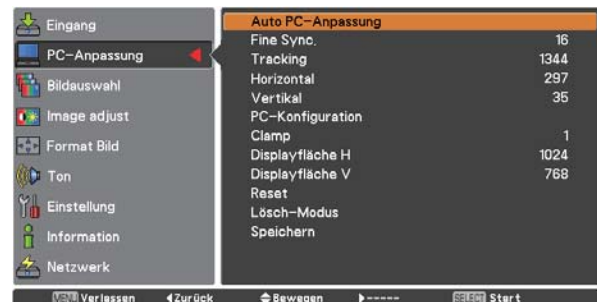 Eingang
PC-Anpassung
Bildauswahl
Image adjust
Format Bild
Ton
Einstellung
Information
Netzwerk
Auto PC-Anpassung
Fine Sync. 16
Tracking 1344
Horizontal 297
Vertikal 35
PC-Konfiguration
Clamp 1
Displayfläche H 1024
Displayfläche V 768
Reset
Lösch-Modus
Speichern
MENU Verlassen Zurück Bewegen ----- SELECT Start